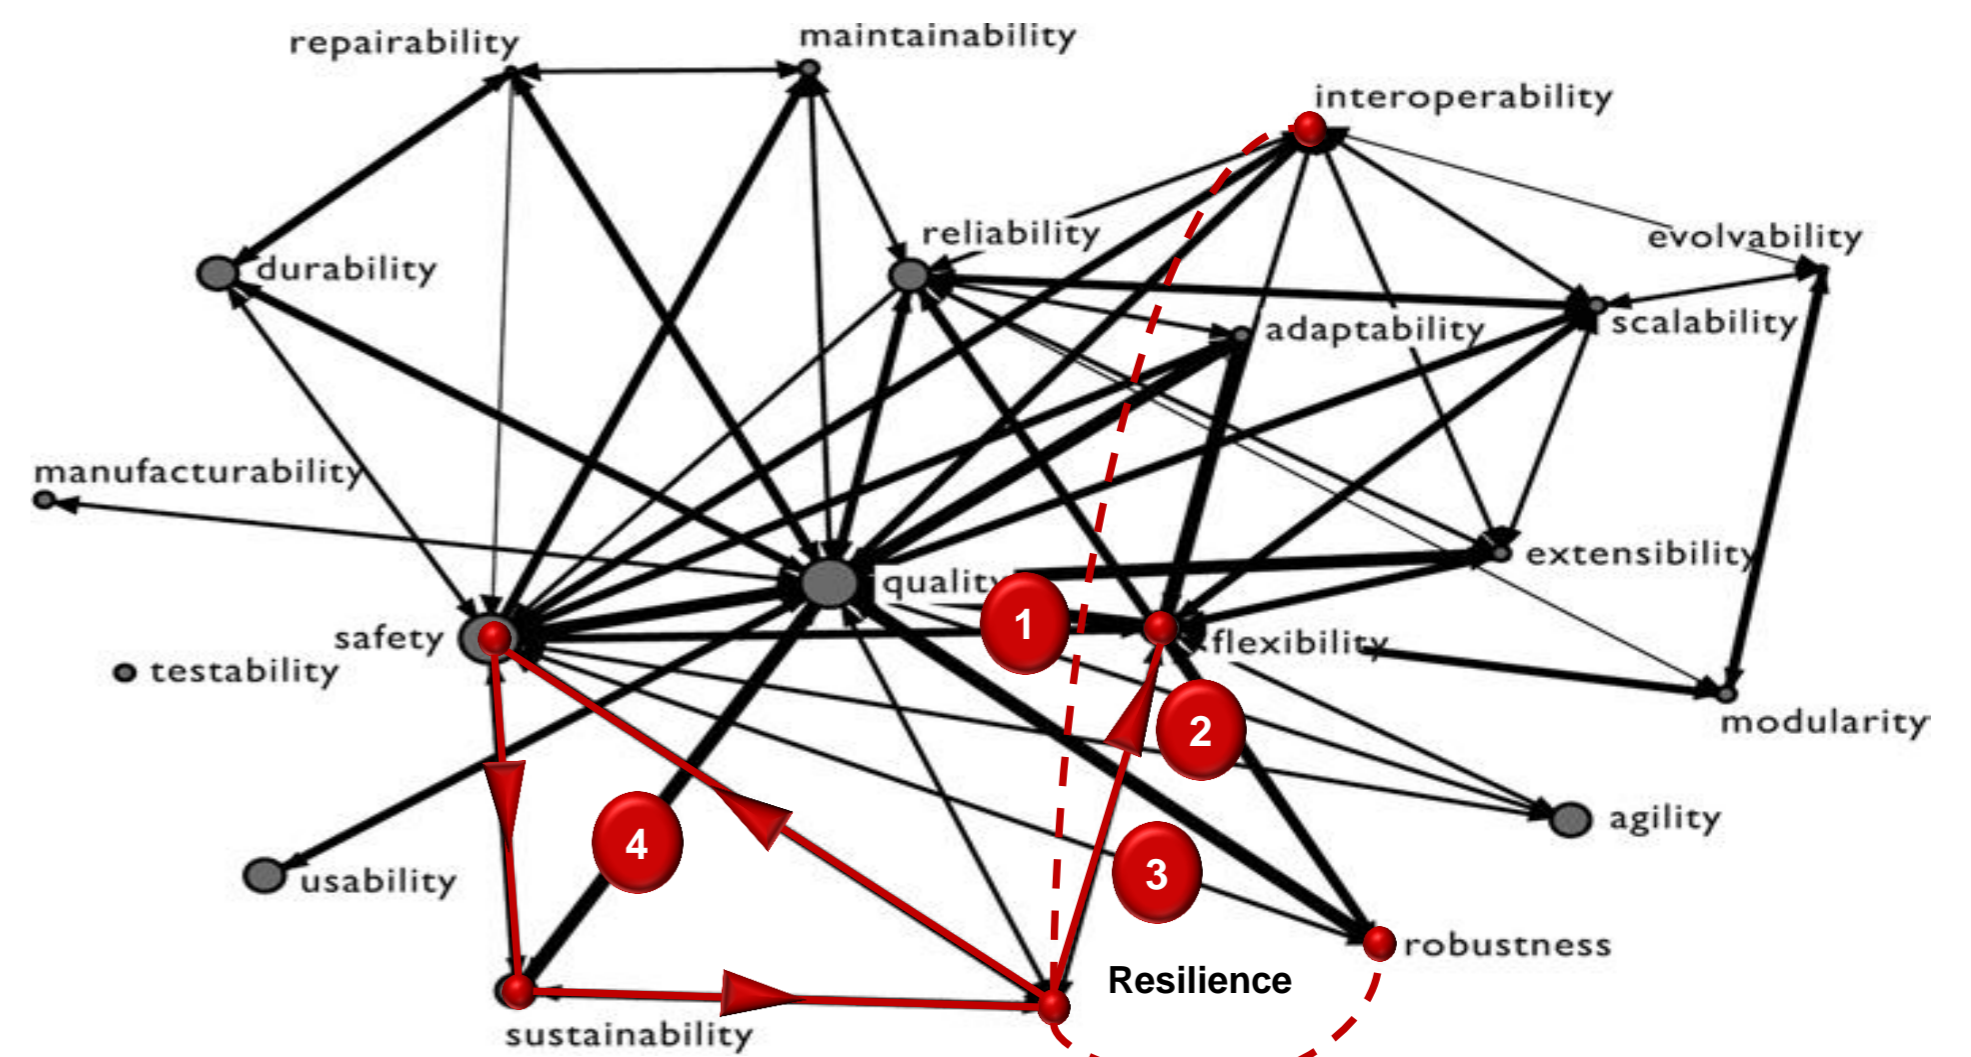 repairability
maintainability
interoperability
reliability
evolvability
durability
adaptability
scalability
manufacturability
quality
extensibility
1
safety
flexibility
testability
2
modularity
agility
4
3
usability
robustness
Resilience
sustainability